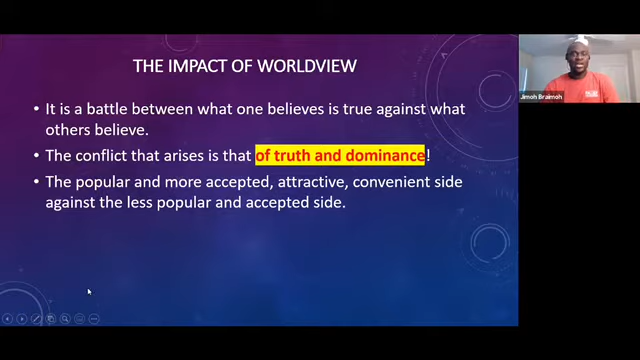 THE IMPACT OF WORLDVIEW
• It is a battle between what one believes is true against what
others believe.
• The conflict that arises is that of truth and dominance!
• The popular and more accepted, attractive, convenient side
against the less popular and accepted side.
Jimoh Braimoh